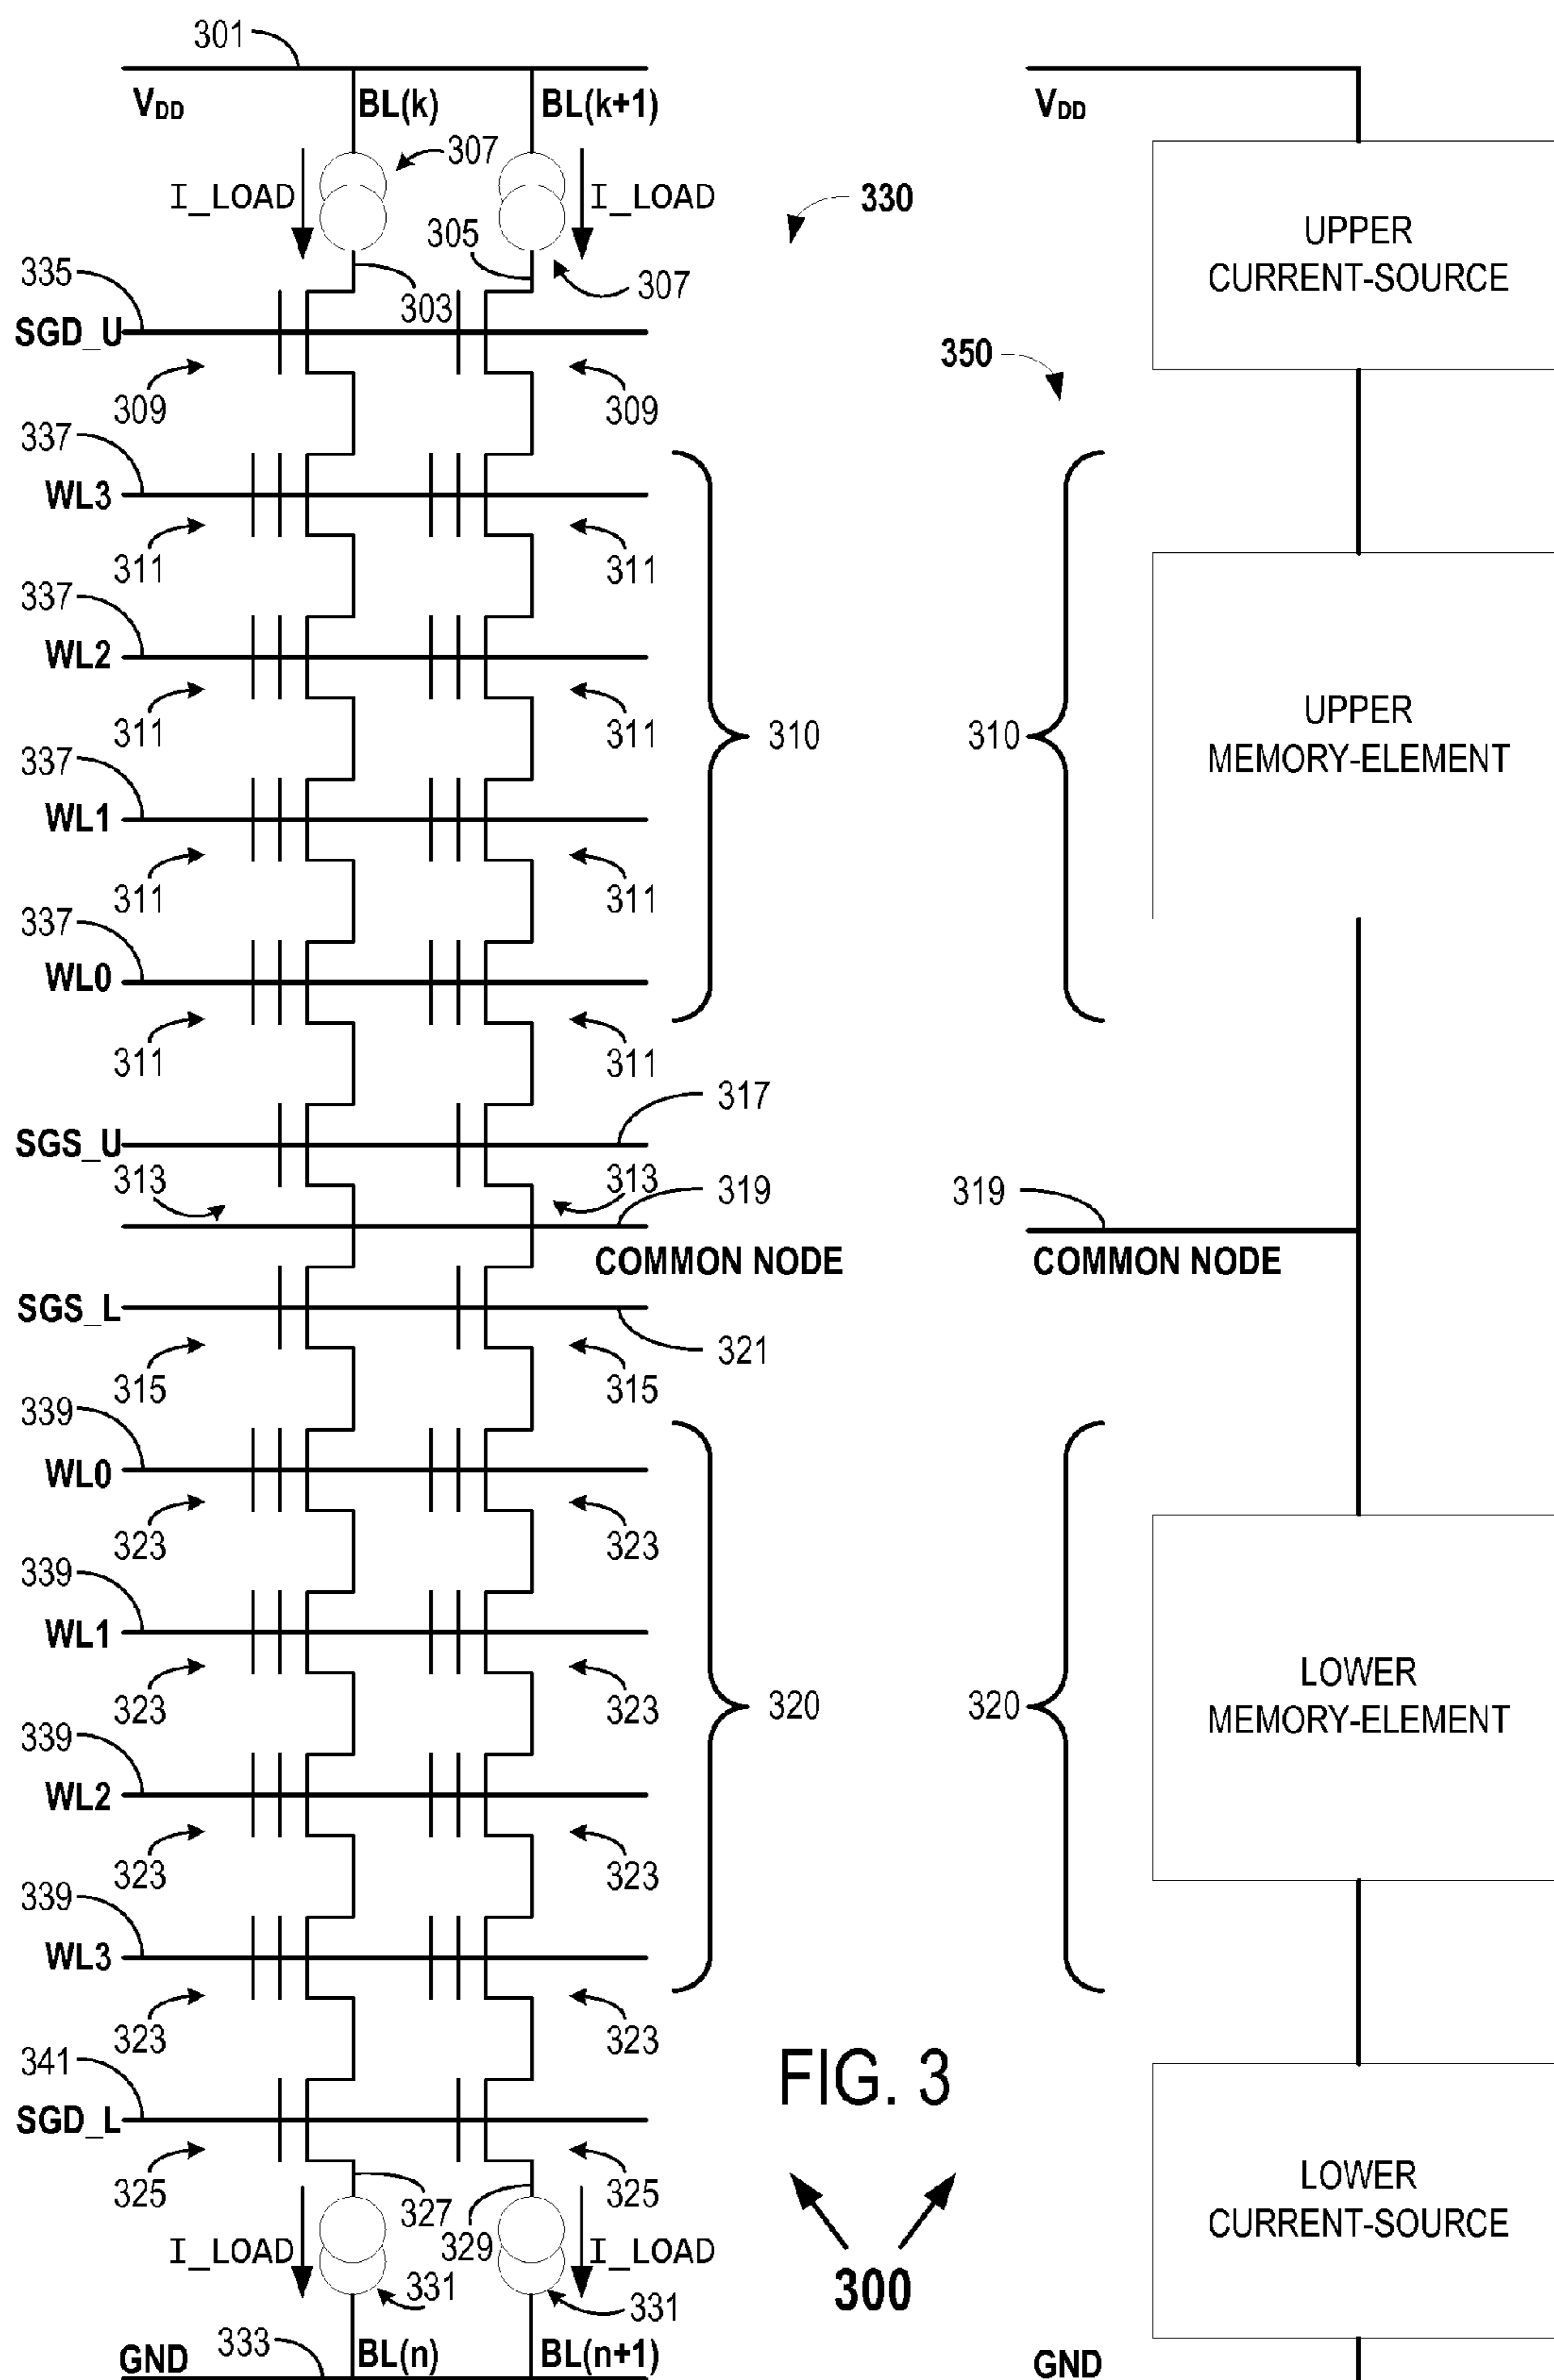 301
V_DD BL(k) BL(k+1) V_DD
307
I_LOAD I_LOAD 330 UPPER
CURRENT-SOURCE
305
335 303 307
SGD_U
350
309 309
337
WL3
311 311
337
WL2 UPPER
MEMORY-ELEMENT
311 311 310 310
337
WL1
311 311
337
WL0
311 311
317
SGS_U
313 313 319 319
COMMON NODE COMMON NODE
SGS_L
321
315 315
339
WL0
323 323
339
WL1 LOWER
MEMORY-ELEMENT
323 323 320 320
339
WL2
323 323
339
WL3
323 323
341 FIG. 3
SGD_L
325 325 LOWER
CURRENT-SOURCE
327
I_LOAD 329 I_LOAD
331 331 300
GND 333 BL(n) BL(n+1) GND